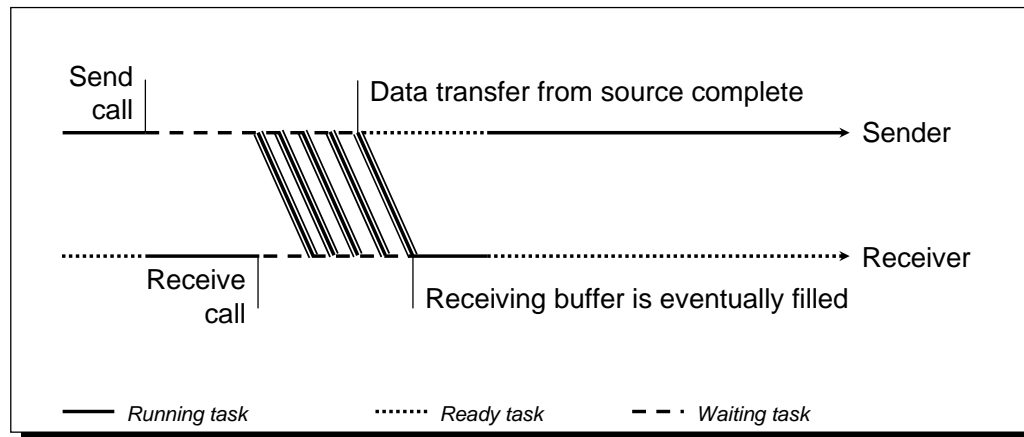 Send
call
Data transfer from source complete
Sender
Receiver
Receive
call
Receiving buffer is eventually filled
Running task
Ready task
Waiting task